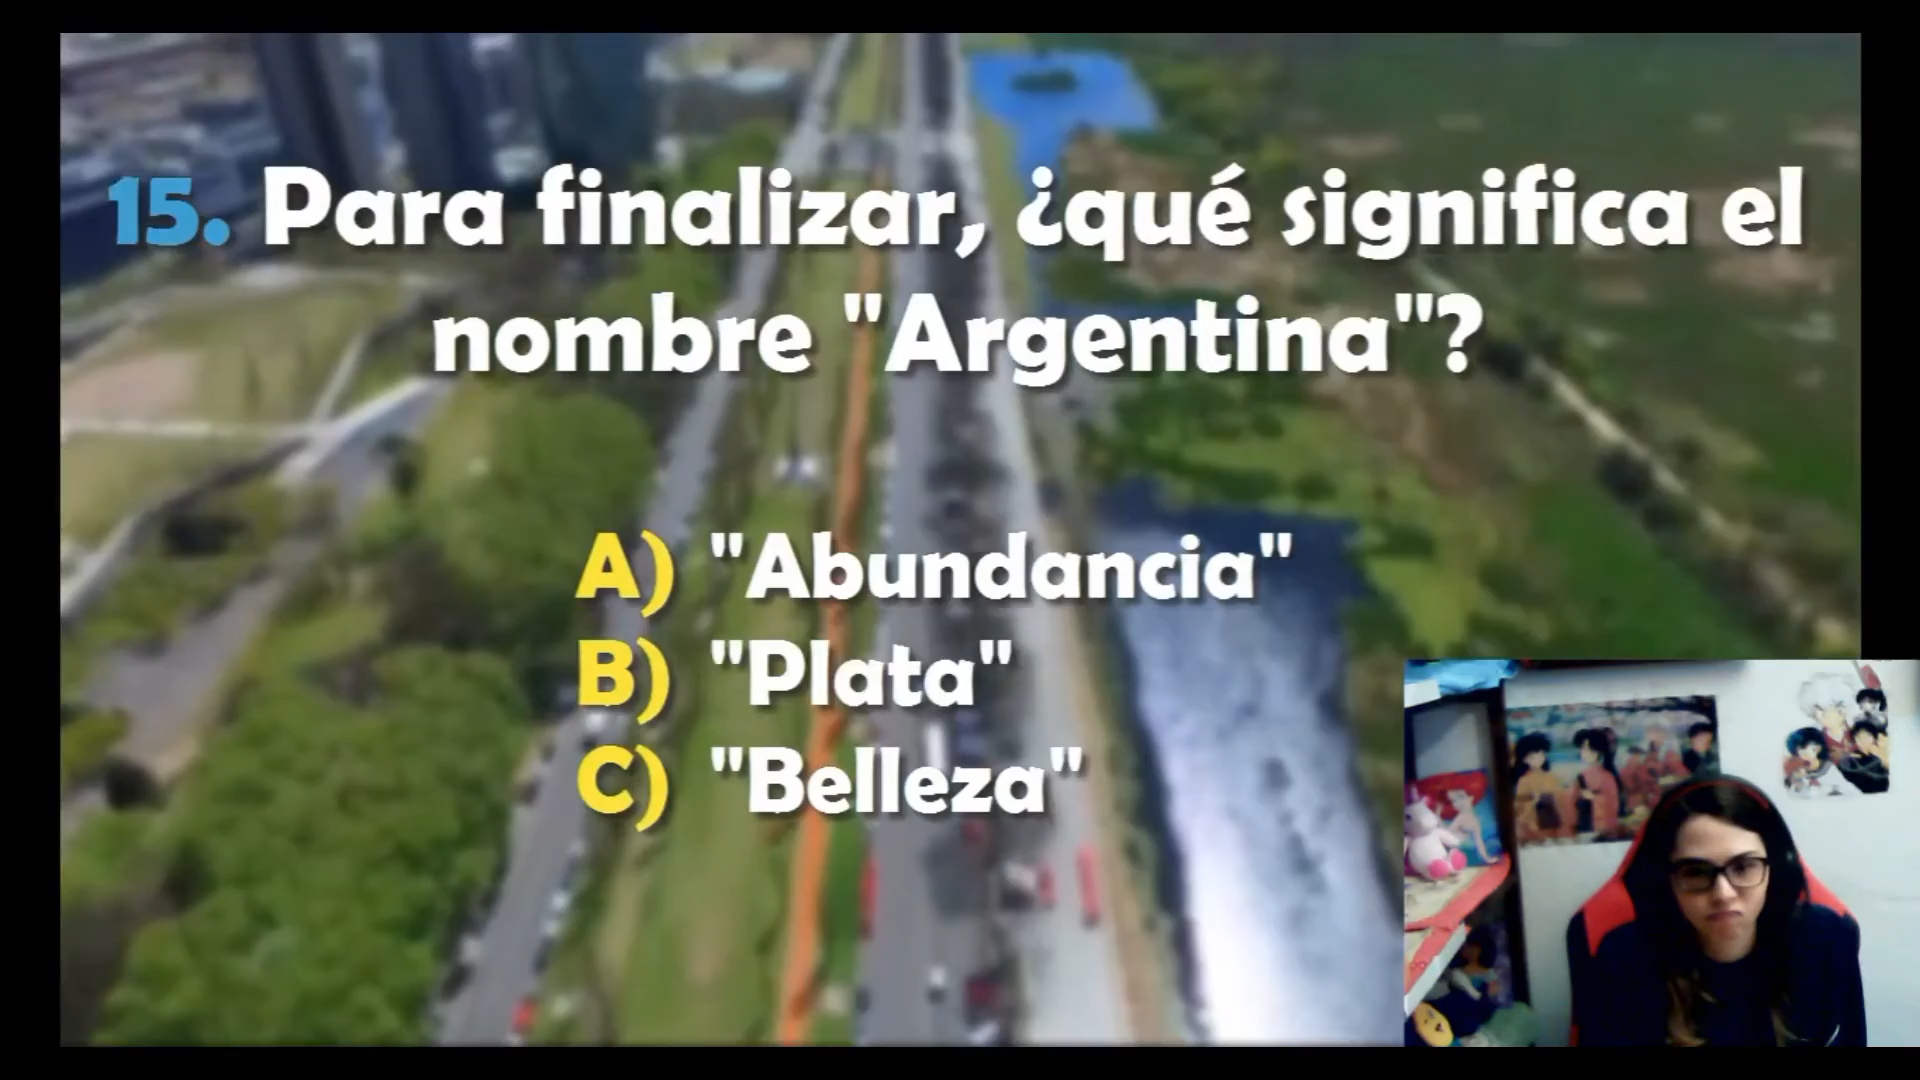 15. Para finalizar, ¿qué significa el
nombre "Argentina"?
A) "Abundancia"
B) "Plata"
C) "Belleza"